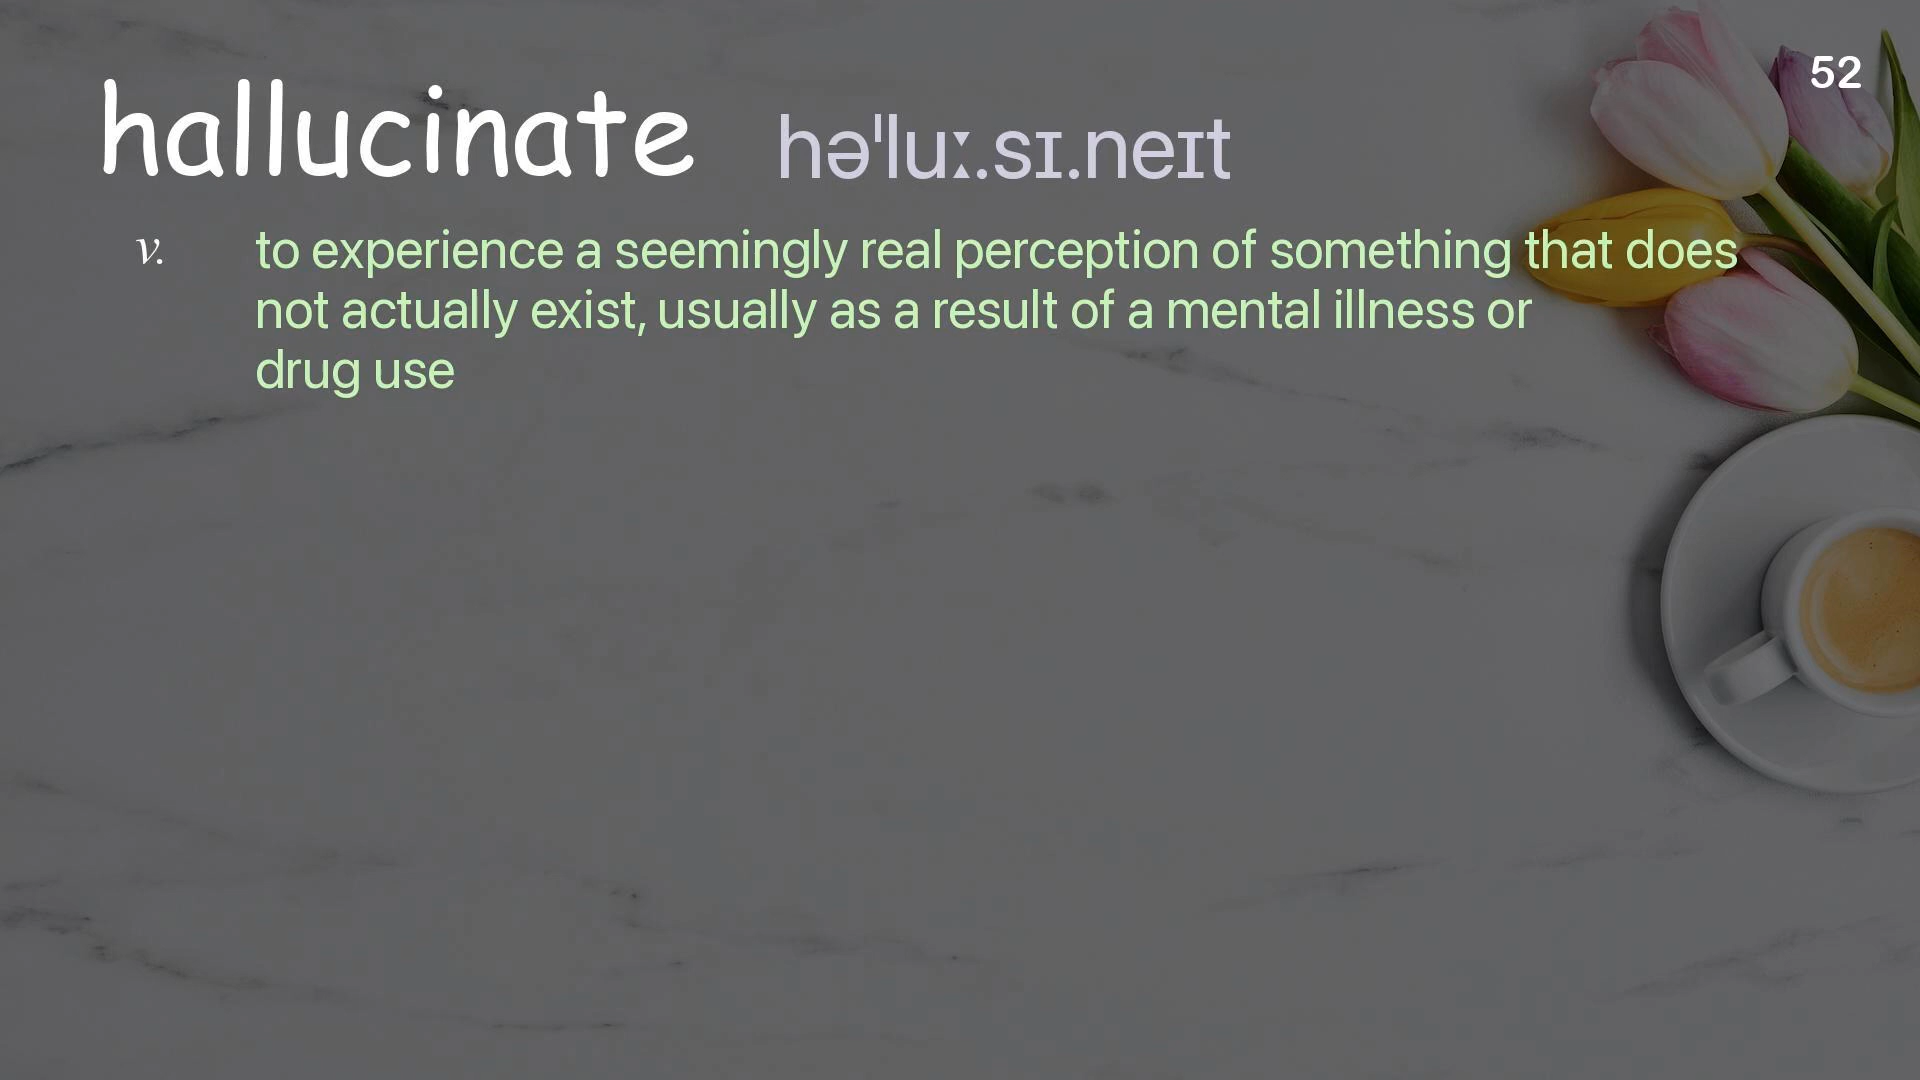 52
hallucinate həˈluː.sɪ.neɪt
v. to experience a seemingly real perception of something that does
not actually exist, usually as a result of a mental illness or
drug use